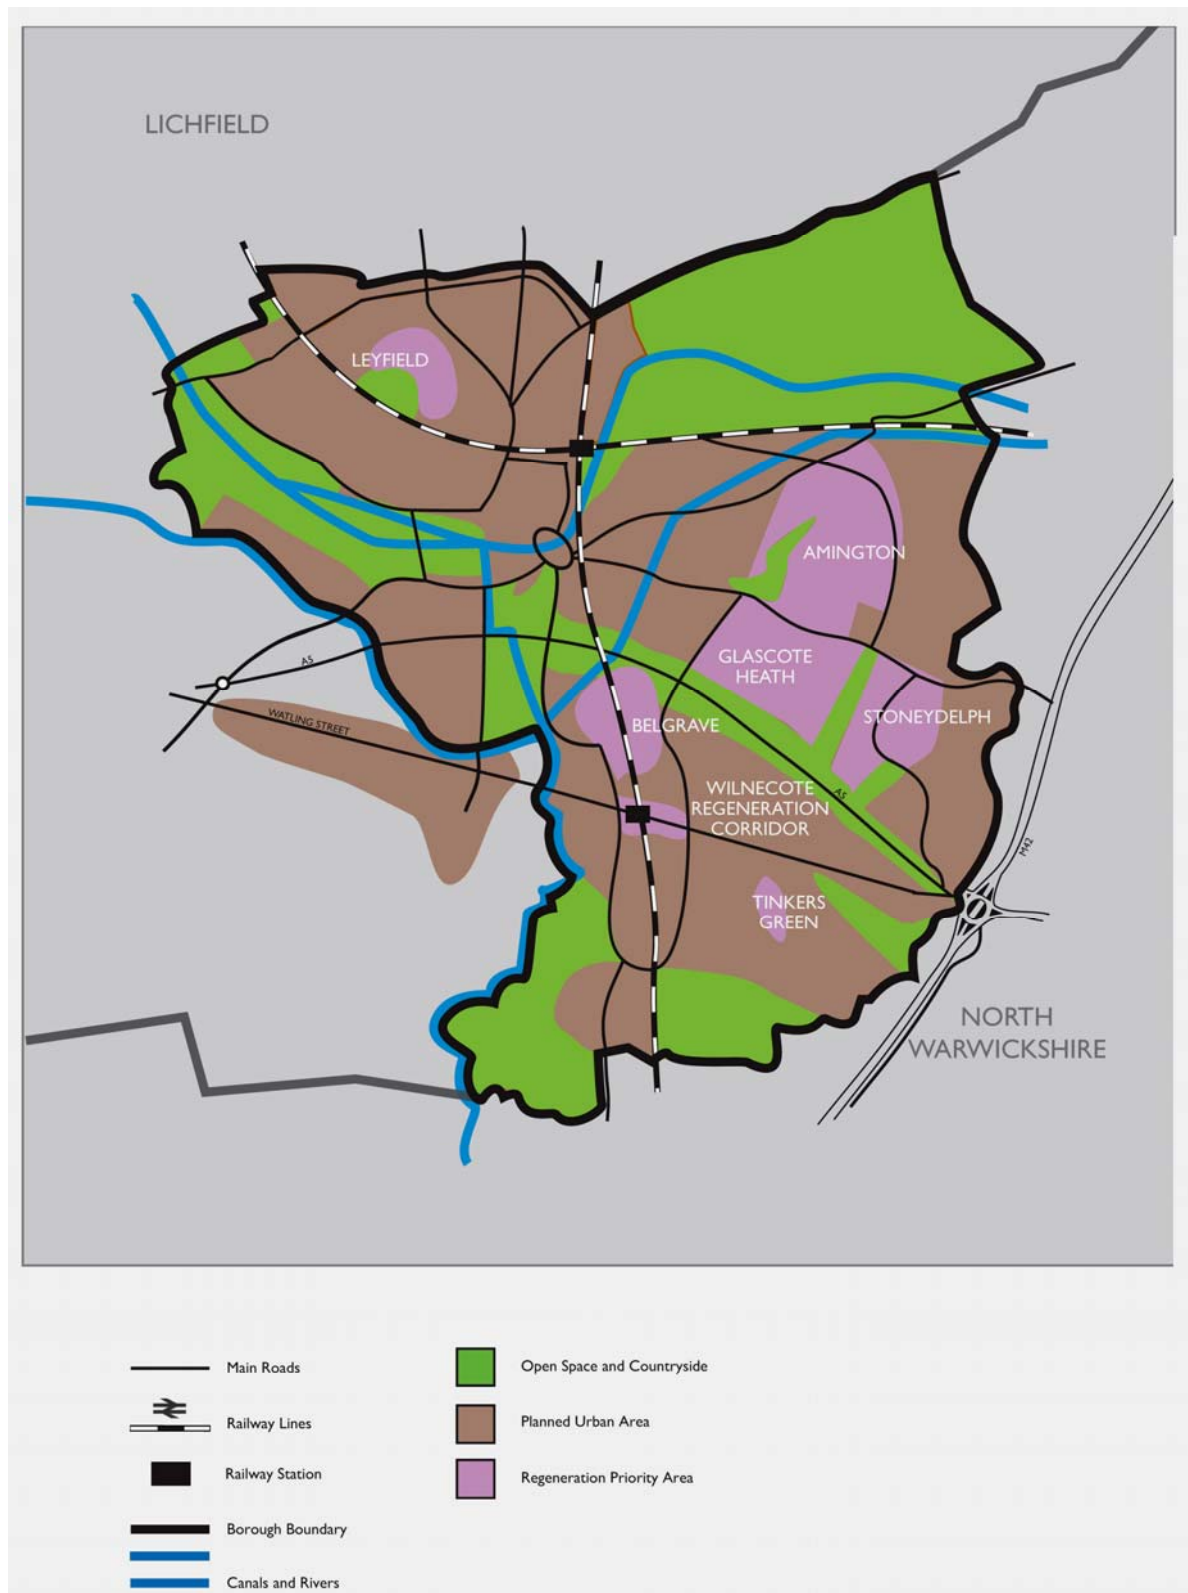 LICHFIELD
LEYFIELD
AMINGTON
GLASCOTE
HEATH
A5
STONEYDELPH
WATLING STREET
BELGRAVE
WILNECOTE
REGENERATION
CORRIDOR
A5
M42
TINKERS
GREEN
NORTH
WARWICKSHIRE
Main Roads
Open Space and Countryside
Railway Lines
Planned Urban Area
Railway Station
Regeneration Priority Area
Borough Boundary
Canals and Rivers